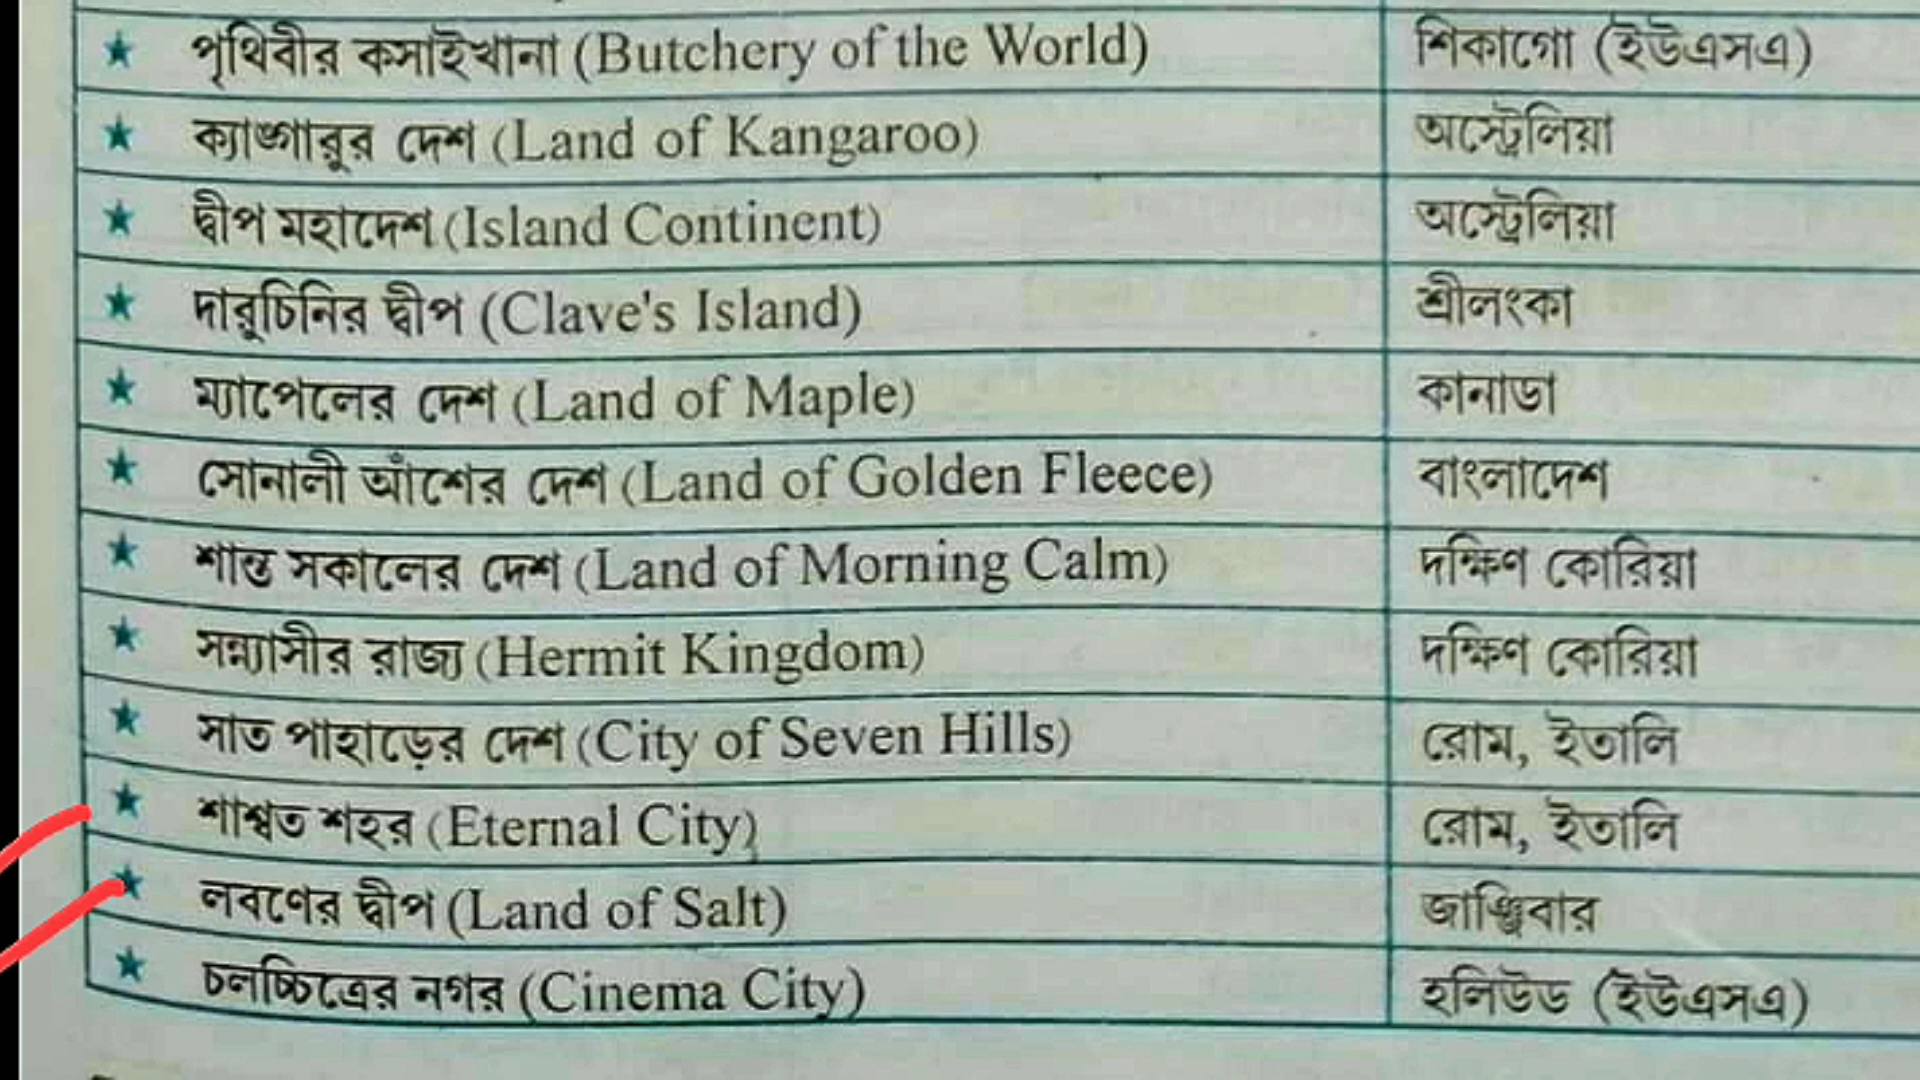 ★ পৃথিবীর কসাইখানা (Butchery of the World) শিকাগো (ইউএসএ)
★ ক্যাঙ্গারুর দেশ (Land of Kangaroo) অস্ট্রেলিয়া
★ দ্বীপ মহাদেশ (Island Continent) অস্ট্রেলিয়া
★ দারুচিনির দ্বীপ (Clave's Island) শ্রীলংকা
★ ম্যাপেলের দেশ (Land of Maple) কানাডা
★ সোনালী আঁশের দেশ (Land of Golden Fleece) বাংলাদেশ
★ শান্ত সকালের দেশ (Land of Morning Calm) দক্ষিণ কোরিয়া
★ সন্ন্যাসীর রাজ্য (Hermit Kingdom) দক্ষিণ কোরিয়া
★ সাত পাহাড়ের দেশ (City of Seven Hills) রোম, ইতালি
★ শাশ্বত শহর (Eternal City) রোম, ইতালি
★ লবণের দ্বীপ (Land of Salt) জাঞ্জিবার
★ চলচ্চিত্রের নগর (Cinema City) হলিউড (ইউএসএ)